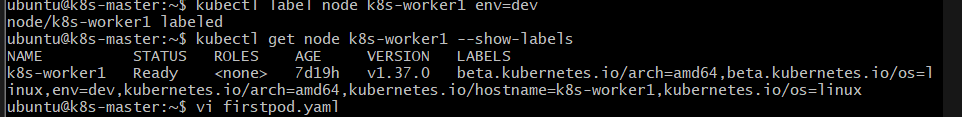 ubuntu@k8s-master:~$ kubectl label node k8s-worker1 env=dev
node/k8s-worker1 labeled
ubuntu@k8s-master:~$ kubectl get node k8s-worker1 --show-labels
NAME          STATUS   ROLES    AGE     VERSION   LABELS
k8s-worker1   Ready    <none>   7d19h   v1.37.0   beta.kubernetes.io/arch=amd64,beta.kubernetes.io/os=l
inux,env=dev,kubernetes.io/arch=amd64,kubernetes.io/hostname=k8s-worker1,kubernetes.io/os=linux
ubuntu@k8s-master:~$ vi firstpod.yaml